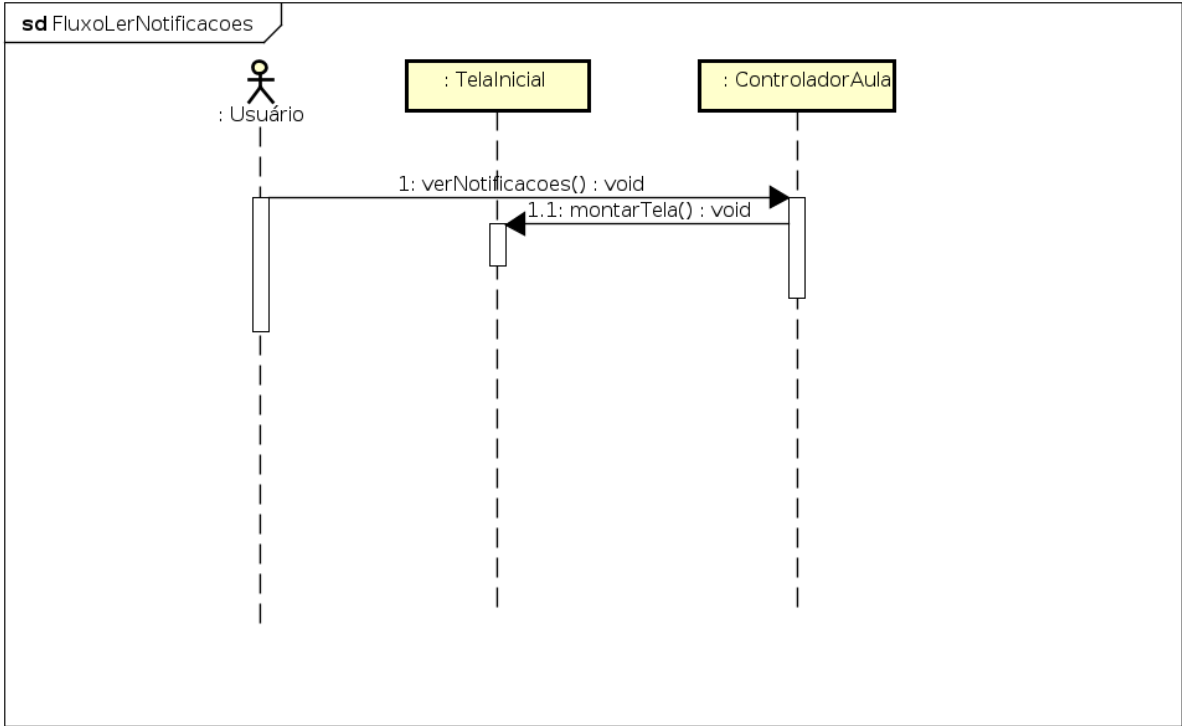 sd FluxoLerNotificacoes
: Usuário
: TelaInicial
: ControladorAula
1: verNotificacoes() : void
1.1: montarTela() : void